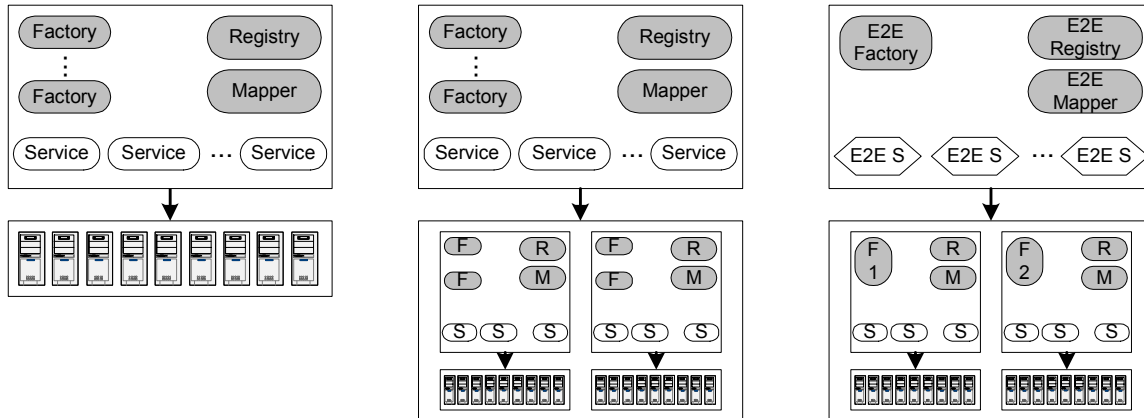 Factory
Registry
Factory
Mapper
Service Service ... Service
Factory
Registry
Factory
Mapper
Service Service ... Service
F R F R
F M F M
S S S S S S
E2E
Factory
E2E
Registry
E2E
Mapper
E2E S E2E S ... E2E S
F
1
R
M
F
2
R
M
S S S S S S